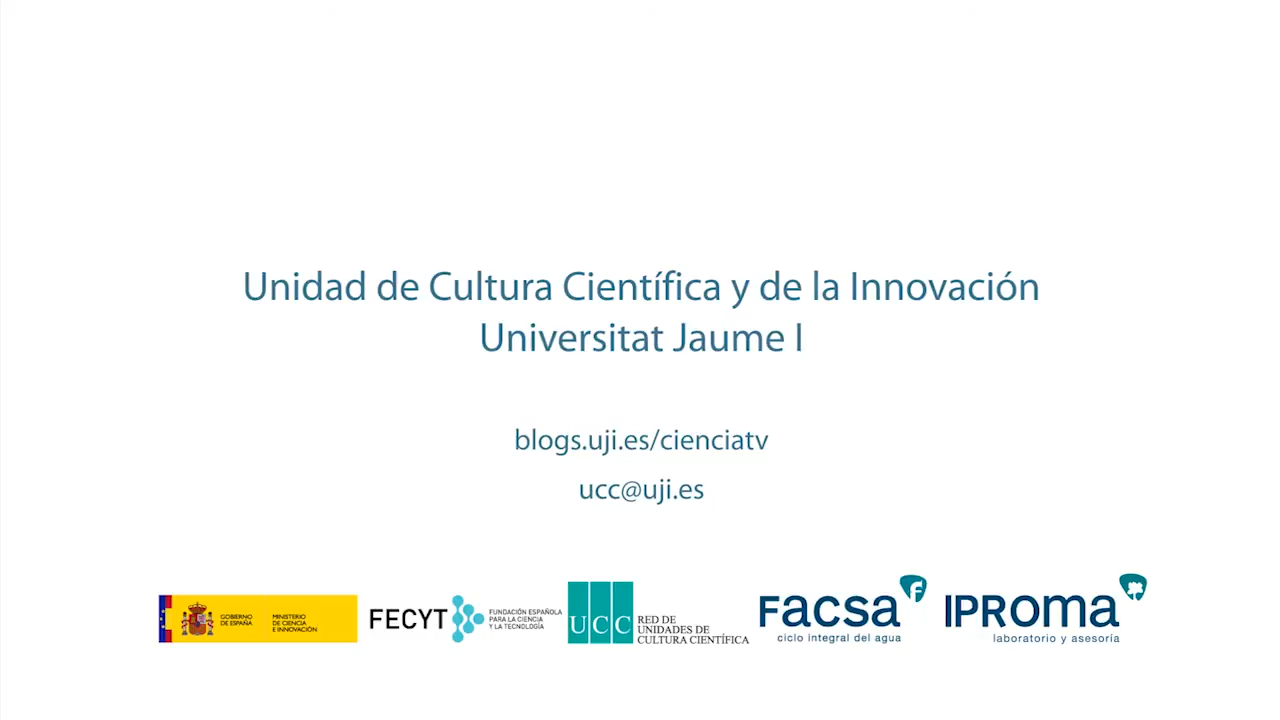 Unidad de Cultura Científica y de la Innovación
Universitat Jaume I
blogs.uji.es/cienciatv
ucc@uji.es
GOBIERNO
DE ESPAÑA
MINISTERIO
DE CIENCIA
E INNOVACIÓN
FECYT
FUNDACIÓN ESPAÑOLA
PARA LA CIENCIA
Y LA TECNOLOGÍA
UCC
RED DE
UNIDADES DE
CULTURA CIENTÍFICA
FACSA
f
ciclo integral del agua
IPROMA
laboratorio y asesoría